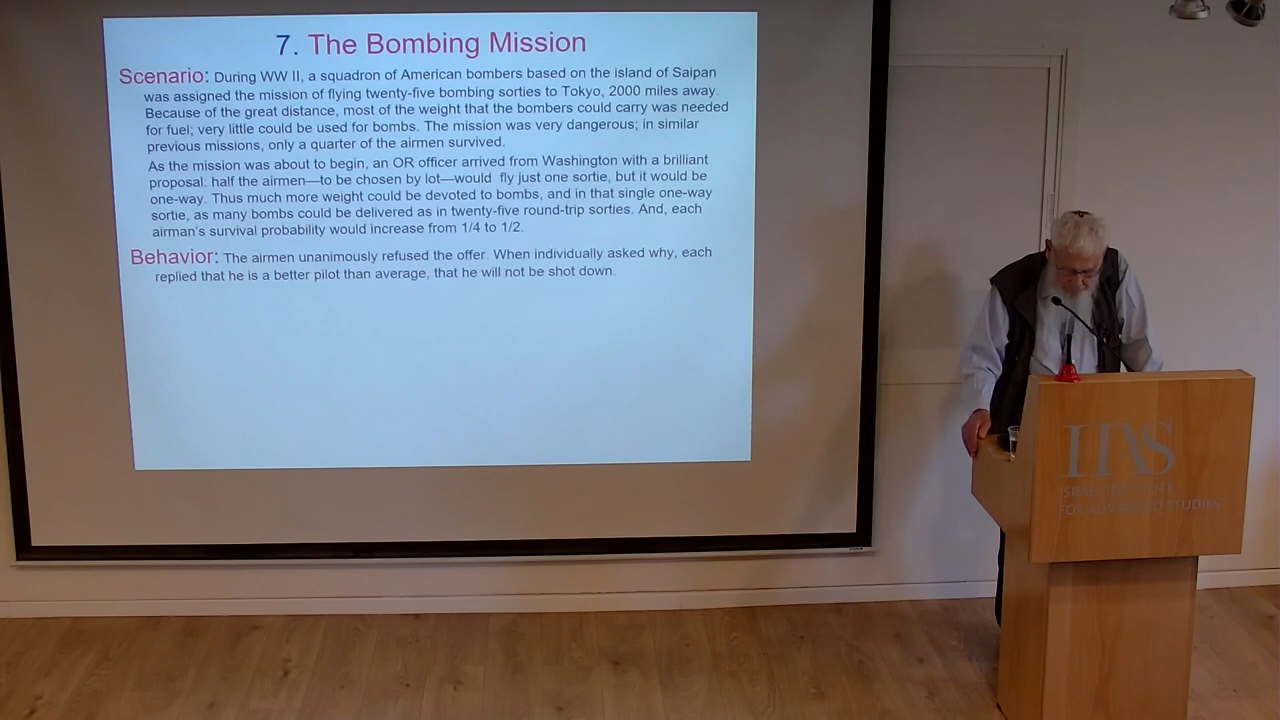 7. The Bombing Mission
Scenario: During WW II, a squadron of American bombers based on the island of Saipan
was assigned the mission of flying twenty-five bombing sorties to Tokyo, 2000 miles away.
Because of the great distance, most of the weight that the bombers could carry was needed
for fuel; very little could be used for bombs. The mission was very dangerous; in similar
previous missions, only a quarter of the airmen survived.
As the mission was about to begin, an OR officer arrived from Washington with a brilliant
proposal: half the airmen—to be chosen by lot—would fly just one sortie, but it would be
one-way. Thus much more weight could be devoted to bombs, and in that single one-way
sortie, as many bombs could be delivered as in twenty-five round-trip sorties. And, each
airman's survival probability would increase from 1/4 to 1/2.
Behavior: The airmen unanimously refused the offer. When individually asked why, each
replied that he is a better pilot than average, that he will not be shot down.
IIAS
ISRAEL INSTITUTE
FOR ADVANCED STUDIES